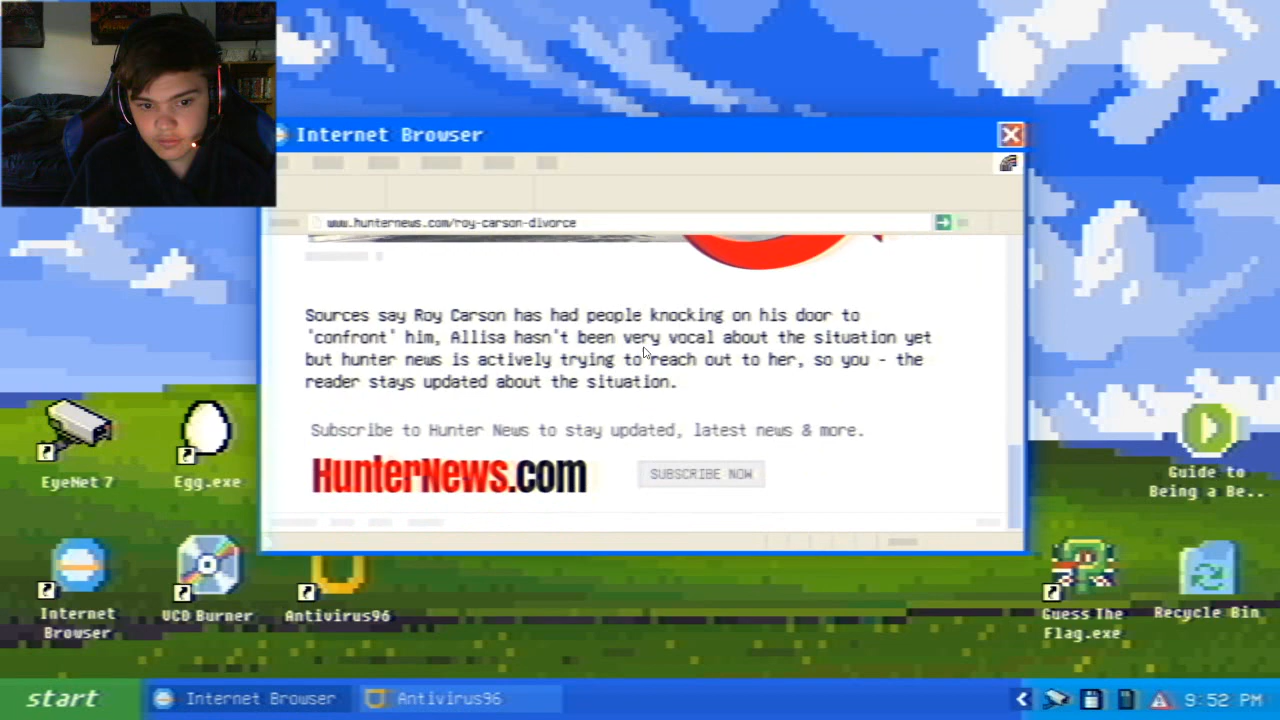 Internet Browser
www.hunternews.com/roy-carson-divorce
Sources say Roy Carson has had people knocking on his door to
'confront' him, Allisa hasn't been very vocal about the situation yet
but hunter news is actively trying to reach out to her, so you - the
reader stays updated about the situation.
Subscribe to Hunter News to stay updated, latest news & more.
HunterNews.com
SUBSCRIBE NOW
EyeNet 7
Egg.exe
Guide to
Being a Be..
Internet
Browser
VCD Burner
Antivirus96
Guess The
Flag.exe
Recycle Bin
start
Internet Browser
Antivirus96
9:52 PM